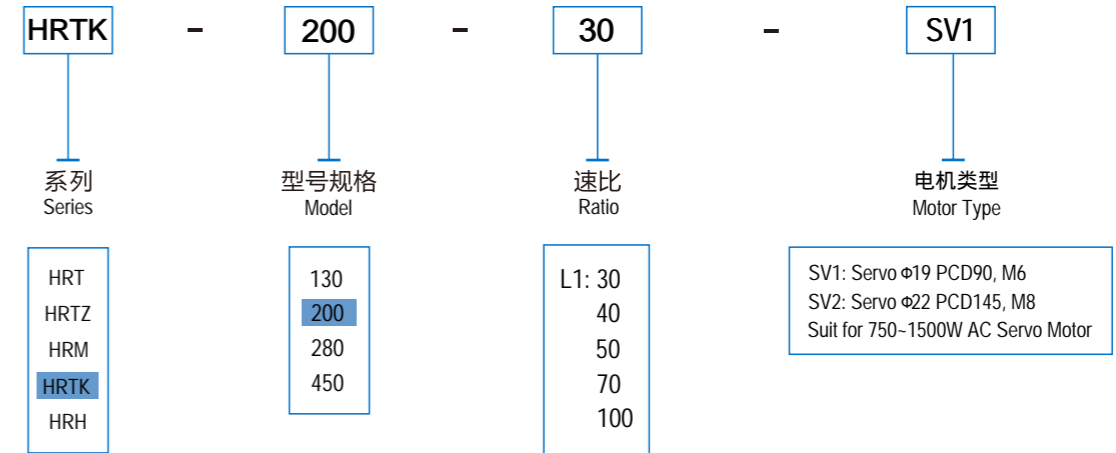 HRTK - 200 - 30 - SV1
系列
Series
型号规格
Model
速比
Ratio
电机类型
Motor Type
HRT
HRTZ
HRM
HRTK
HRH
130
200
280
450
L1: 30
40
50
70
100
SV1: Servo Φ19 PCD90, M6
SV2: Servo Φ22 PCD145, M8
Suit for 750~1500W AC Servo Motor